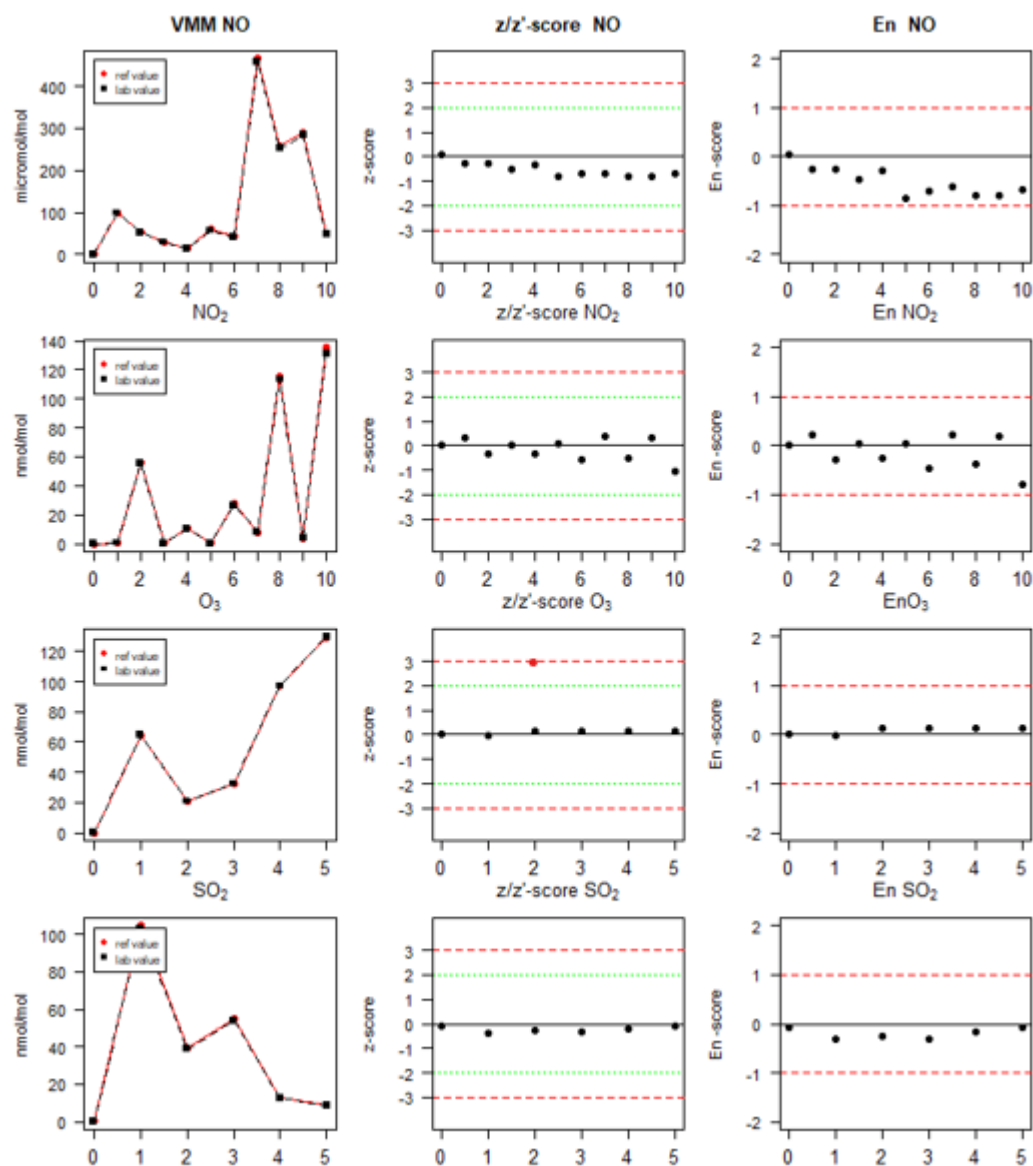 VMM NO z/z'-score NO En NO
micromol/mol
400
300
200
100
0
ref value
lab value
0 2 4 6 8 10
NO₂
z-score
3
2
1
0
-1
-2
-3
0 2 4 6 8 10
z/z'-score NO₂
En -score
2
1
0
-1
-2
0 2 4 6 8 10
En NO₂
nmol/mol
140
120
100
80
60
40
20
0
ref value
lab value
0 2 4 6 8 10
O₃
z-score
3
2
1
0
-1
-2
-3
0 2 4 6 8 10
z/z'-score O₃
En -score
2
1
0
-1
-2
0 2 4 6 8 10
EnO₃
nmol/mol
120
100
80
60
40
20
0
ref value
lab value
0 1 2 3 4 5
SO₂
z-score
3
2
1
0
-1
-2
-3
0 1 2 3 4 5
z/z'-score SO₂
En -score
2
1
0
-1
-2
0 1 2 3 4 5
En SO₂
nmol/mol
100
80
60
40
20
0
ref value
lab value
0 1 2 3 4 5
z-score
3
2
1
0
-1
-2
-3
0 1 2 3 4 5
En -score
2
1
0
-1
-2
0 1 2 3 4 5